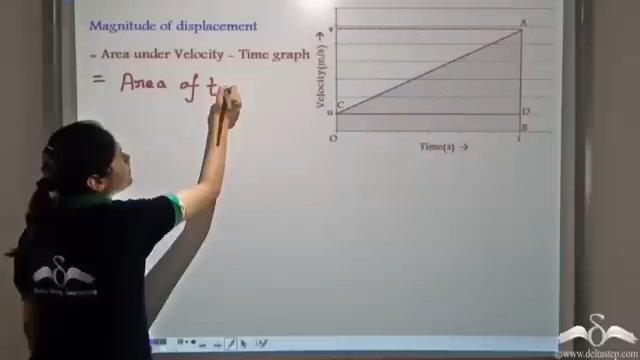 Magnitude of displacement
= Area under Velocity - Time graph
= Area of
Velocity(m/s) →
v
A
C
u
D
B
O
t
Time(s) →
©www.deltastep.com